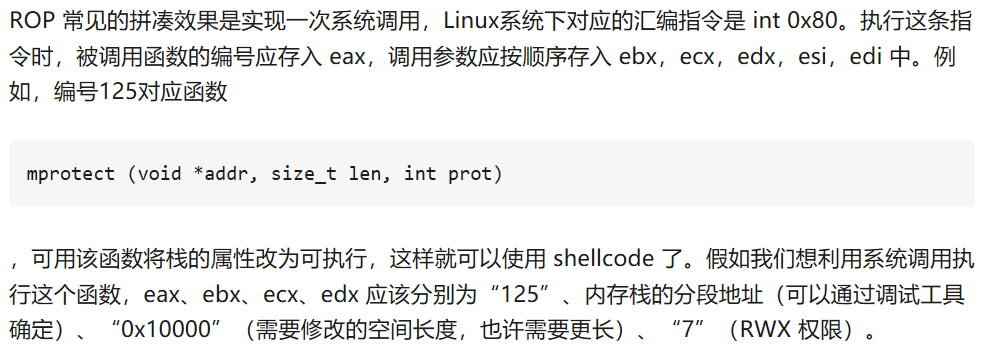 ROP 常见的拼凑效果是实现一次系统调用，Linux系统下对应的汇编指令是 int 0x80。执行这条指
令时，被调用函数的编号应存入 eax，调用参数应按顺序存入 ebx，ecx，edx，esi，edi 中。例
如，编号125对应函数
mprotect (void *addr, size_t len, int prot)
，可用该函数将栈的属性改为可执行，这样就可以使用 shellcode 了。假如我们想利用系统调用执
行这个函数，eax、ebx、ecx、edx 应该分别为“125”、内存栈的分段地址（可以通过调试工具
确定）、“0x10000”（需要修改的空间长度，也许需要更长）、“7”（RWX 权限）。